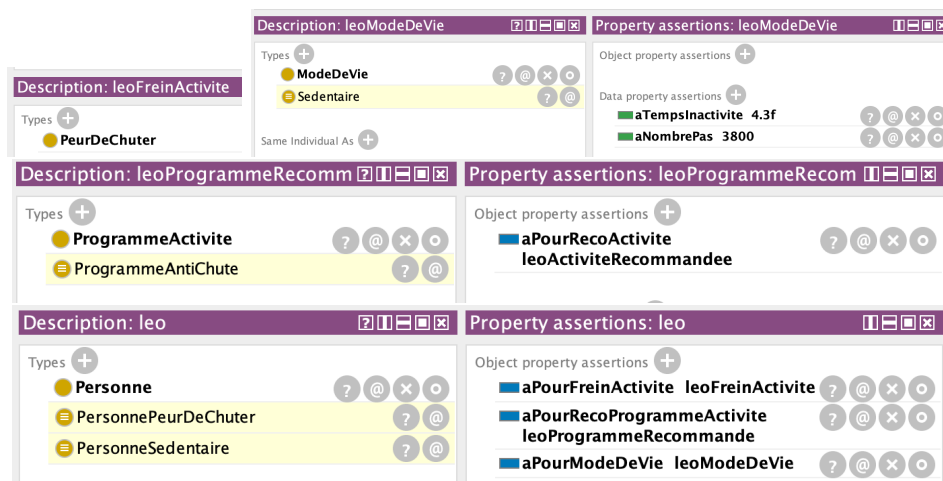 Description: leoModeDeVie
Property assertions: leoModeDeVie
Types
ModeDeVie
Sedentaire
Same Individual As
Object property assertions
Data property assertions
aTempsInactivite 4.3f
aNombrePas 3800
Description: leoFreinActivite
Types
PeurDeChuter
Description: leoProgrammeRecomm
Property assertions: leoProgrammeRecom
Types
ProgrammeActivite
ProgrammeAntiChute
Object property assertions
aPourRecoActivite
leoActiviteRecommandee
Description: leo
Property assertions: leo
Types
Personne
PersonnePeurDeChuter
PersonneSedentaire
Object property assertions
aPourFreinActivite leoFreinActivite
aPourRecoProgrammeActivite
leoProgrammeRecommande
aPourModeDeVie leoModeDeVie